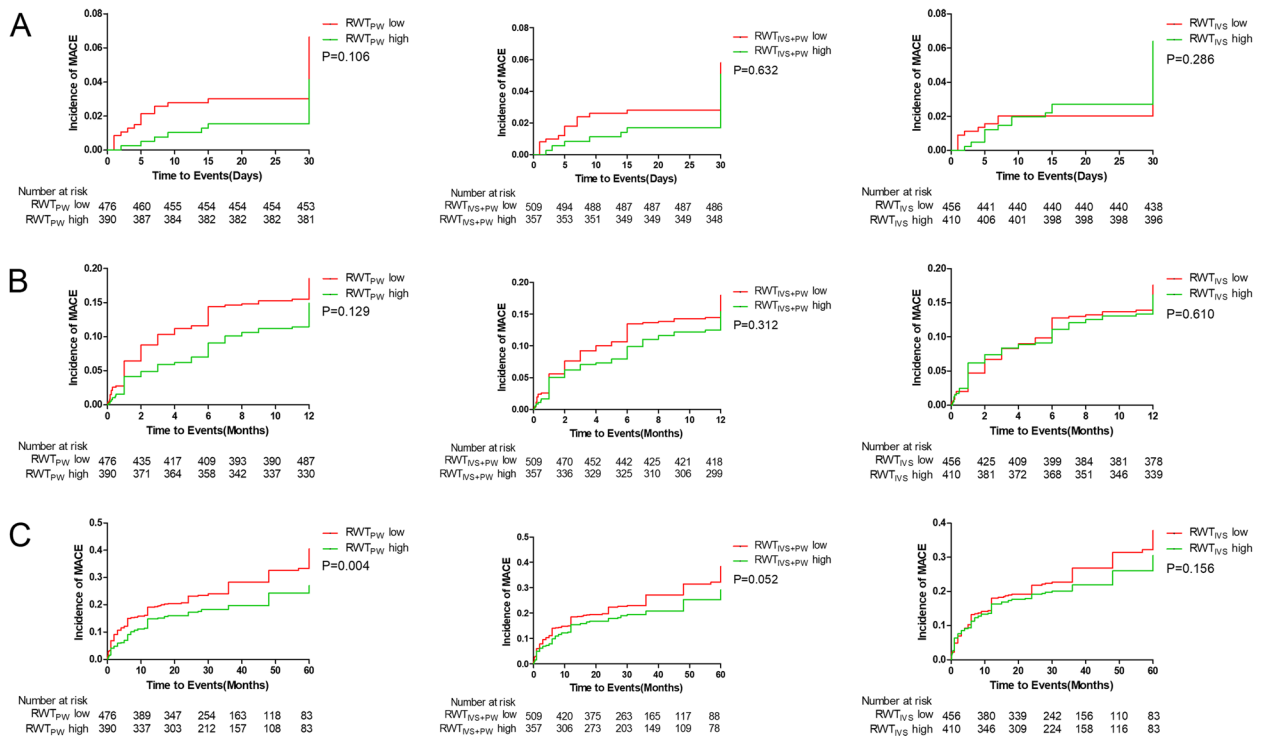 A
0.08
0.06
0.04
0.02
0.00
Incidence of MACE
0 5 10 15 20 25 30
Time to Events(Days)
RWTPW low
RWTPW high
P=0.106
Number at risk
RWTPW low 476 460 455 454 454 454 453
RWTPW high 390 387 384 382 382 382 381
0.08
0.06
0.04
0.02
0.00
Incidence of MACE
0 5 10 15 20 25 30
Time to Events(Days)
RWTIVS+PW low
RWTIVS+PW high
P=0.632
Number at risk
RWTIVS+PW low 509 494 488 487 487 487 486
RWTIVS+PW high 357 353 351 349 349 349 348
0.08
0.06
0.04
0.02
0.00
Incidence of MACE
0 5 10 15 20 25 30
Time to Events(Days)
RWTIVS low
RWTIVS high
P=0.286
Number at risk
RWTIVS low 456 441 440 440 440 440 438
RWTIVS high 410 406 401 398 398 398 396
B
0.20
0.15
0.10
0.05
0.00
Incidence of MACE
0 2 4 6 8 10 12
Time to Events(Months)
RWTPW low
RWTPW high
P=0.129
Number at risk
RWTPW low 476 435 417 409 393 390 487
RWTPW high 390 371 364 358 342 337 330
0.20
0.15
0.10
0.05
0.00
Incidence of MACE
0 2 4 6 8 10 12
Time to Events(Months)
RWTIVS+PW low
RWTIVS+PW high
P=0.312
Number at risk
RWTIVS+PW low 509 470 452 442 425 421 418
RWTIVS+PW high 357 336 329 325 310 306 299
0.20
0.15
0.10
0.05
0.00
Incidence of MACE
0 2 4 6 8 10 12
Time to Events(Months)
RWTIVS low
RWTIVS high
P=0.610
Number at risk
RWTIVS low 456 425 409 399 384 381 378
RWTIVS high 410 381 372 368 351 346 339
C
0.5
0.4
0.3
0.2
0.1
0.0
Incidence of MACE
0 10 20 30 40 50 60
Time to Events(Months)
RWTPW low
RWTPW high
P=0.004
Number at risk
RWTPW low 476 389 347 254 163 118 83
RWTPW high 390 337 303 212 157 108 83
0.5
0.4
0.3
0.2
0.1
0.0
Incidence of MACE
0 10 20 30 40 50 60
Time to Events(Months)
RWTIVS+PW low
RWTIVS+PW high
P=0.052
Number at risk
RWTIVS+PW low 509 420 375 263 165 117 88
RWTIVS+PW high 357 306 273 203 149 109 78
0.4
0.3
0.2
0.1
0.0
Incidence of MACE
0 10 20 30 40 50 60
Time to Events(Months)
RWTIVS low
RWTIVS high
P=0.156
Number at risk
RWTIVS low 456 380 339 242 156 110 83
RWTIVS high 410 346 309 224 158 116 83